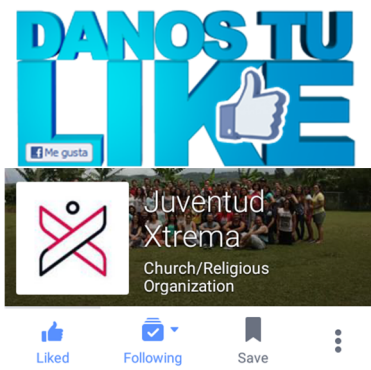 DANOS TU
LIKE
Me gusta
Juventud
Xtrema
Church/Religious
Organization
Liked
Following
Save